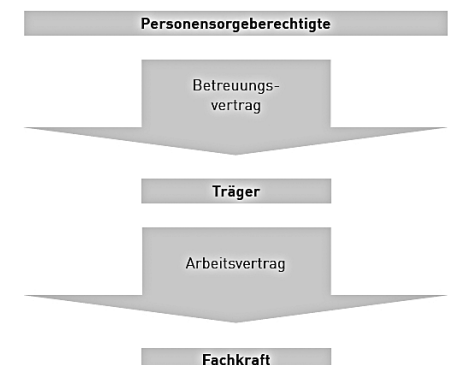 Personensorgeberechtigte
Betreuungs-
vertrag
Träger
Arbeitsvertrag
Fachkraft